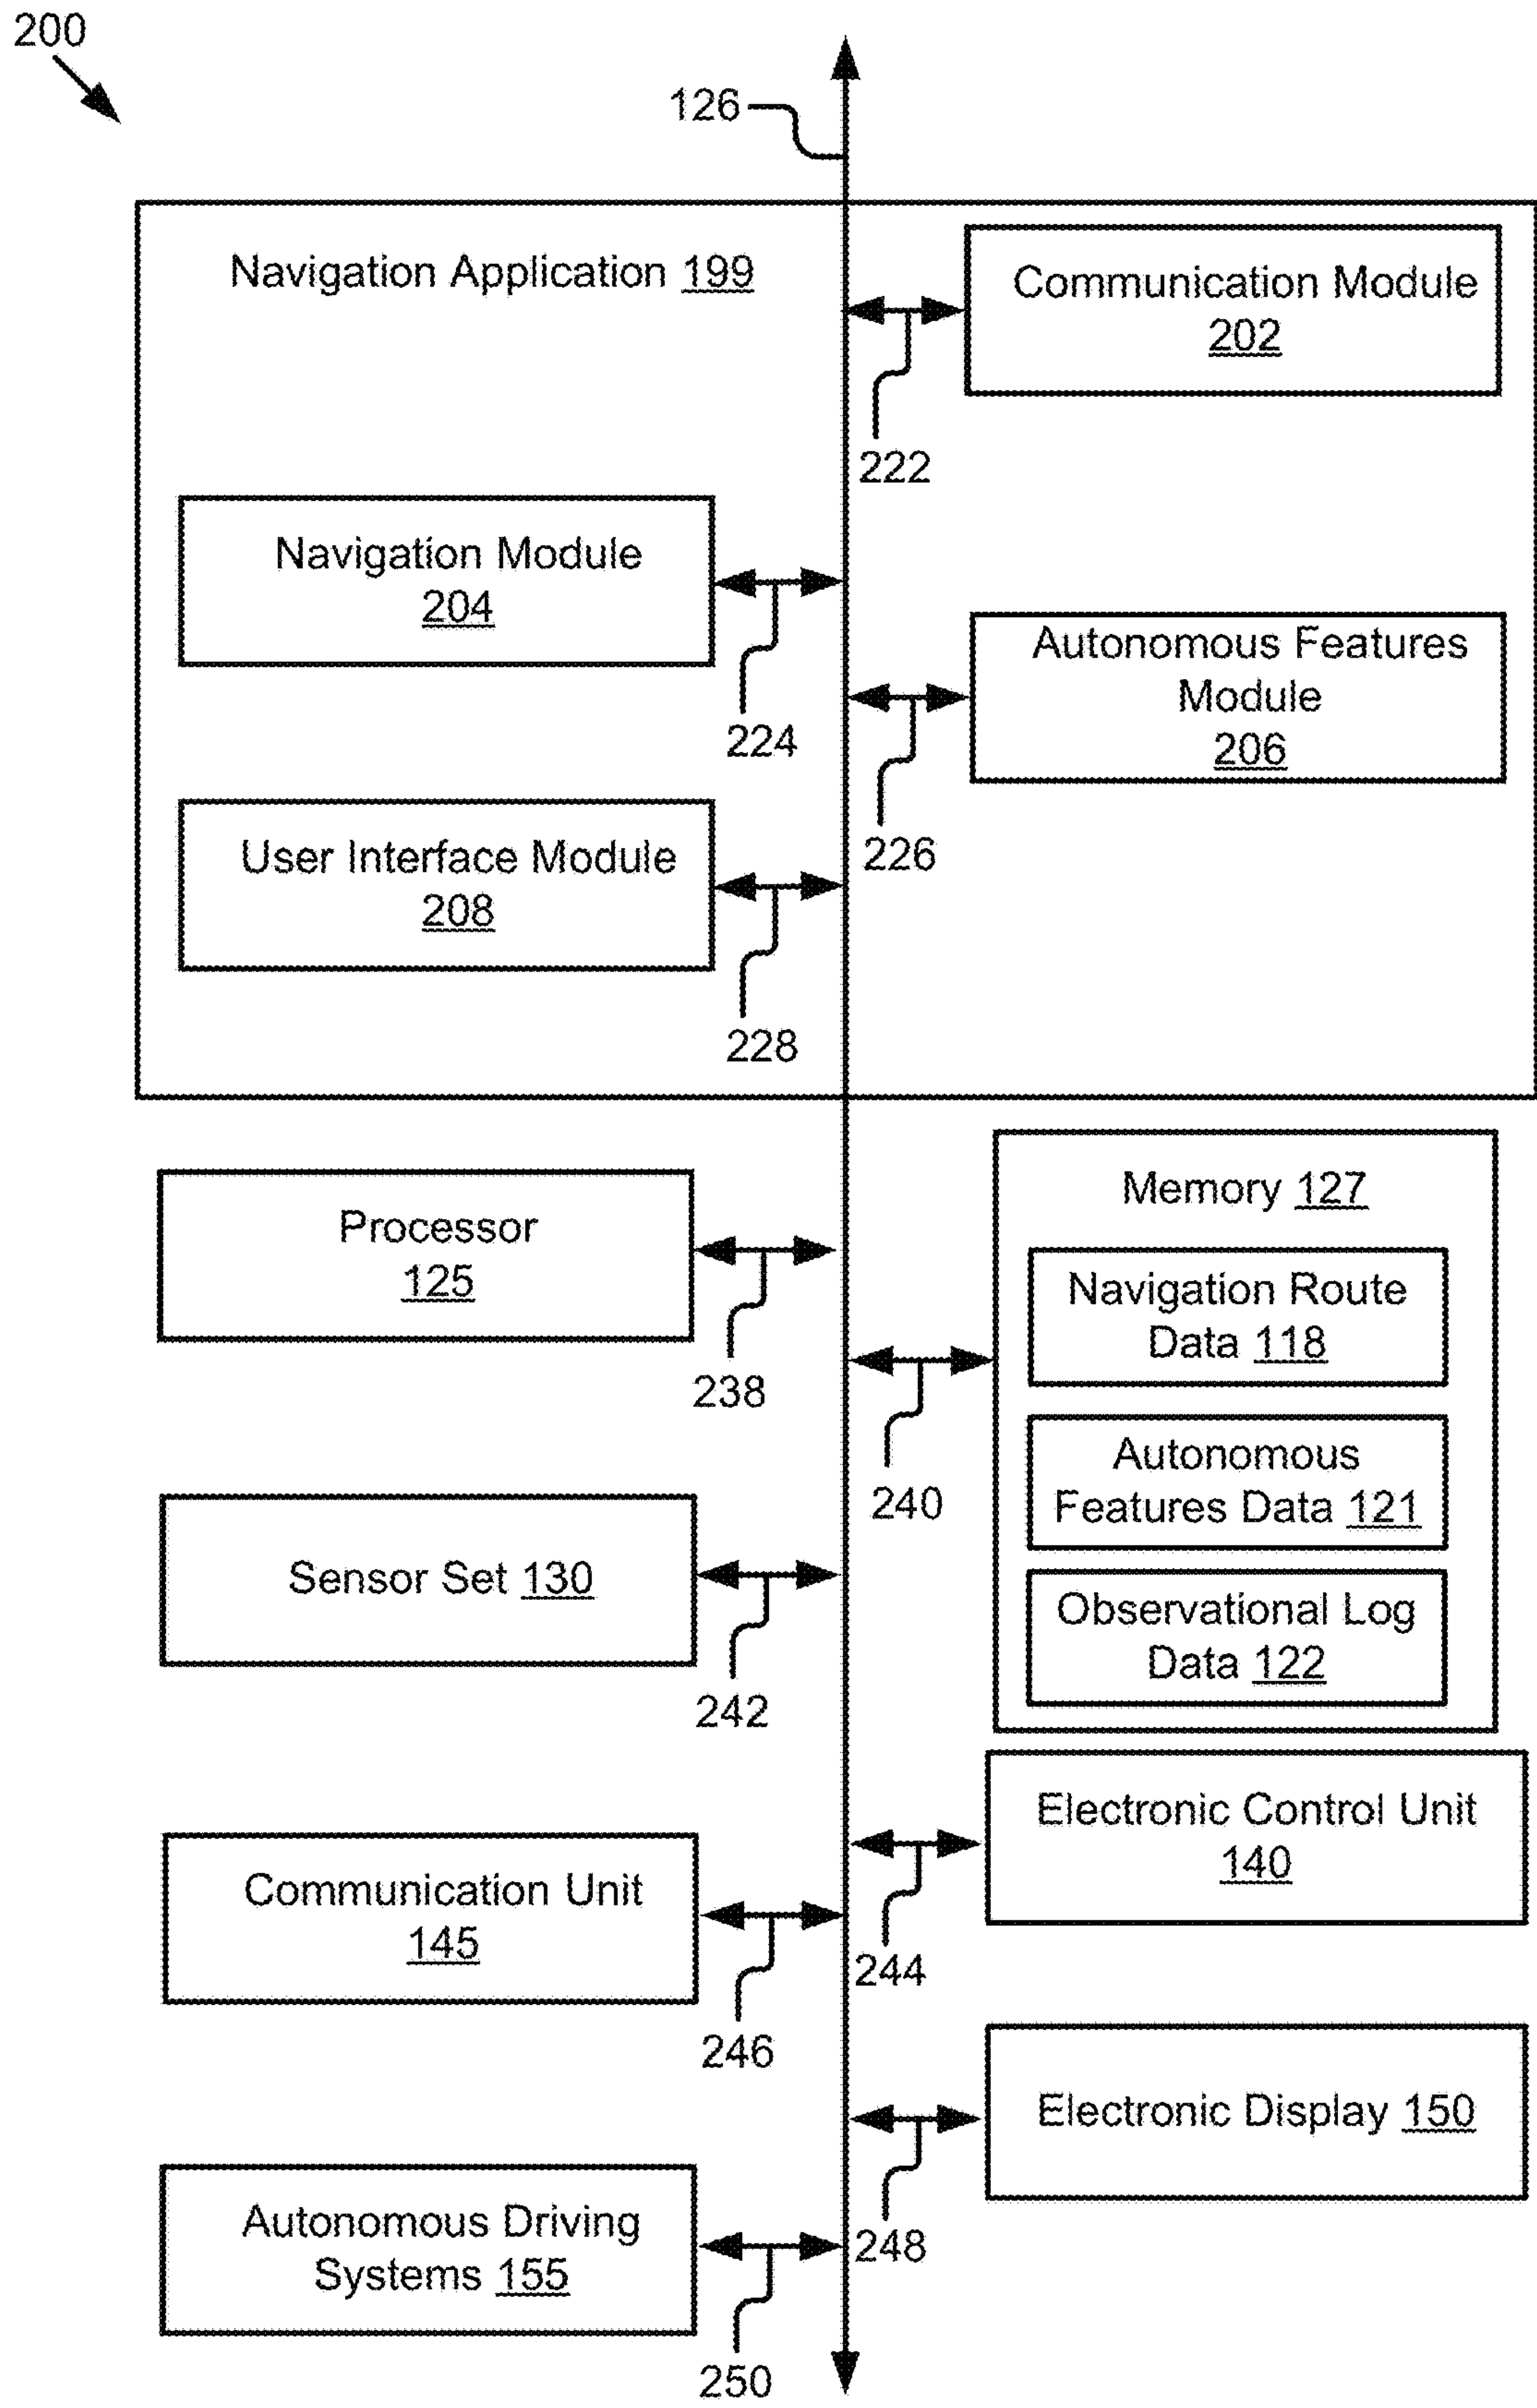 200
126
Navigation Application 199
Communication Module
202
222
Navigation Module
204
224
Autonomous Features
Module
206
226
User Interface Module
208
228
Processor
125
238
Memory 127
Navigation Route
Data 118
Autonomous
Features Data 121
Observational Log
Data 122
240
Sensor Set 130
242
Electronic Control Unit
140
244
Communication Unit
145
246
Electronic Display 150
248
Autonomous Driving
Systems 155
250